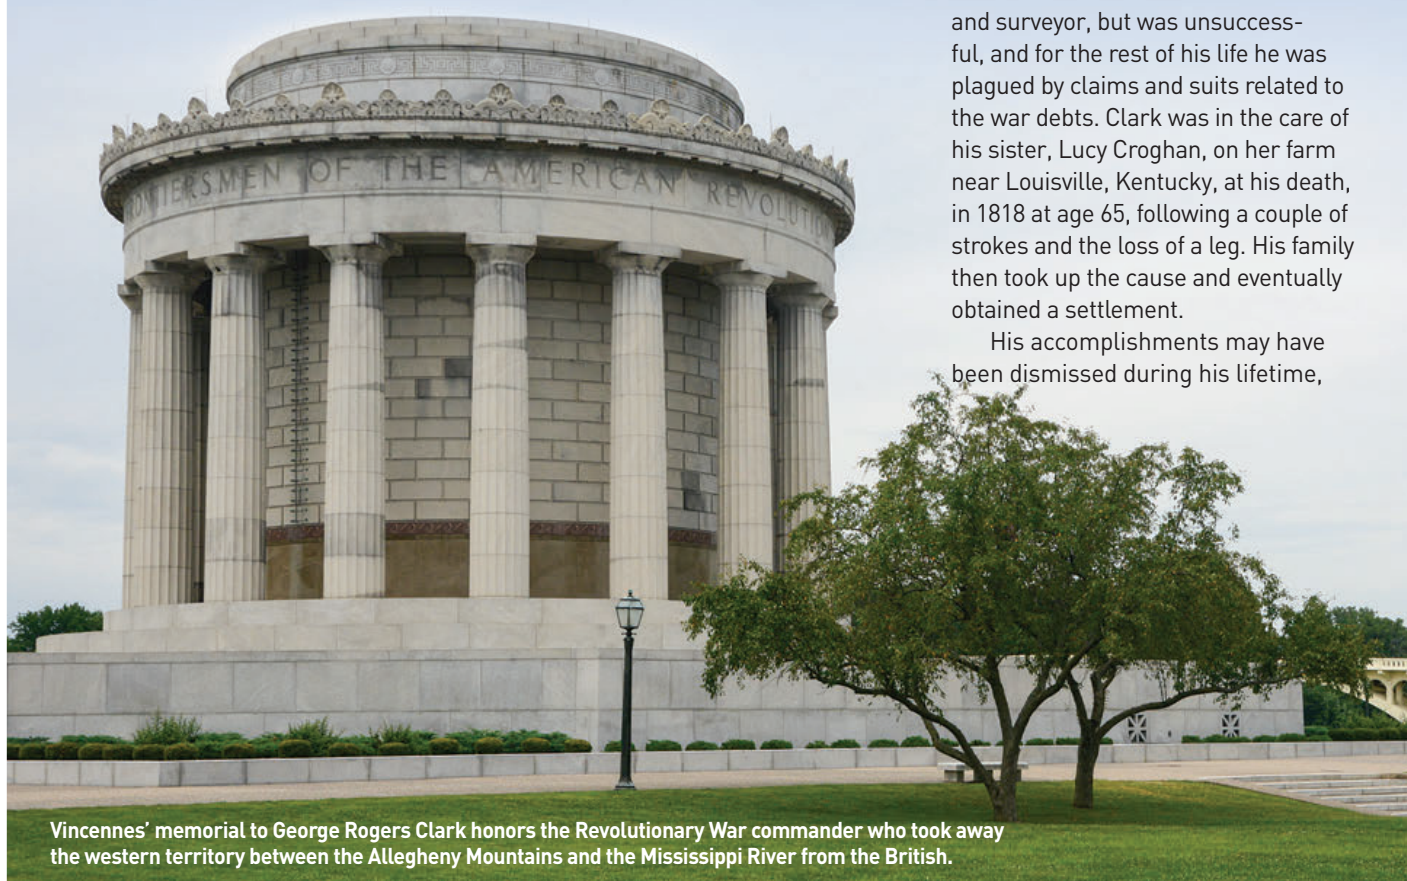 and surveyor, but was unsuccess-
ful, and for the rest of his life he was
plagued by claims and suits related to
the war debts. Clark was in the care of
his sister, Lucy Croghan, on her farm
near Louisville, Kentucky, at his death,
in 1818 at age 65, following a couple of
strokes and the loss of a leg. His family
then took up the cause and eventually
obtained a settlement.
His accomplishments may have
been dismissed during his lifetime,
RONTIERSMEN OF THE AMERICAN REVOLUTION
Vincennes’ memorial to George Rogers Clark honors the Revolutionary War commander who took away
the western territory between the Allegheny Mountains and the Mississippi River from the British.